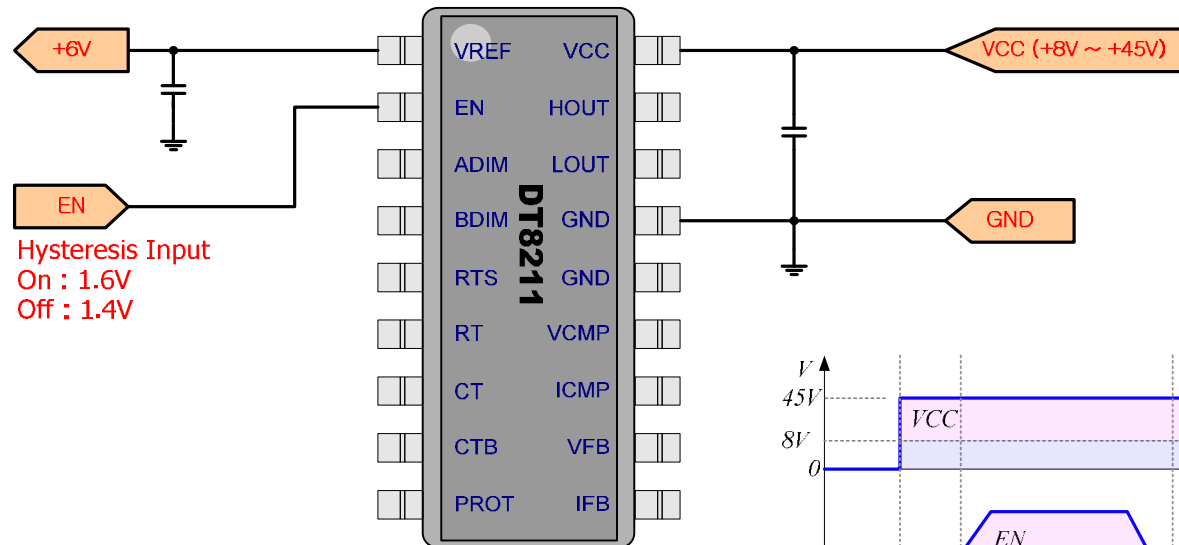 +6V
EN
Hysteresis Input
On : 1.6V
Off : 1.4V
VREF
EN
ADIM
BDIM
RTS
RT
CT
CTB
PROT
DT8211
VCC
HOUT
LOUT
GND
GND
VCMP
ICMP
VFB
IFB
VCC (+8V ~ +45V)
GND
V
45V
VCC
8V
0
EN